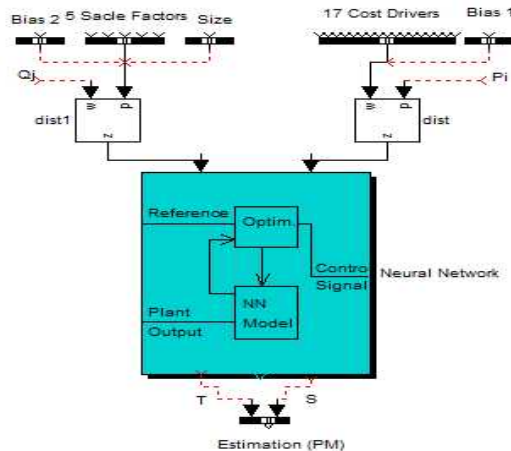 Bias 2
5 Sacle Factors
Size
17 Cost Drivers
Bias 1
Qj
Pi
w
p
w
p
dist1
z
z
dist
Reference
Optim.
Contro
Signal
Neural Network
Plant
Output
NN
Model
T
S
Estimation (PM)